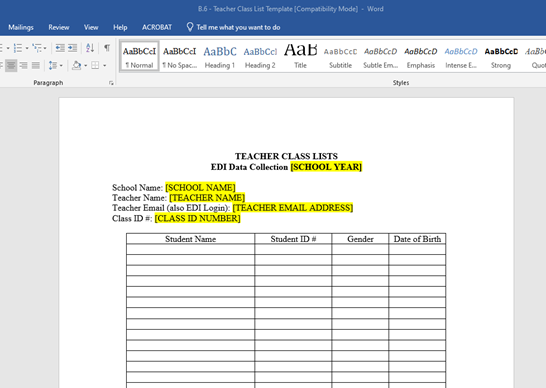 8.6 - Teacher Class List Template [Compatibility Mode] - Word
Mailings Review View Help ACROBAT Tell me what you want to do
AaBbCcI AaBbCcI AaBbC AaBbCcI AaB AaBbCcC AaBbCcD AaBbCcD AaBbCcD AaBbCcD
¶ Normal ¶ No Spac... Heading 1 Heading 2 Title Subtitle Subtle Em... Emphasis Intense E... Strong Quot
Paragraph Styles
TEACHER CLASS LISTS
EDI Data Collection [SCHOOL YEAR]
School Name: [SCHOOL NAME]
Teacher Name: [TEACHER NAME]
Teacher Email (also EDI Login): [TEACHER EMAIL ADDRESS]
Class ID #: [CLASS ID NUMBER]
Student Name Student ID # Gender Date of Birth